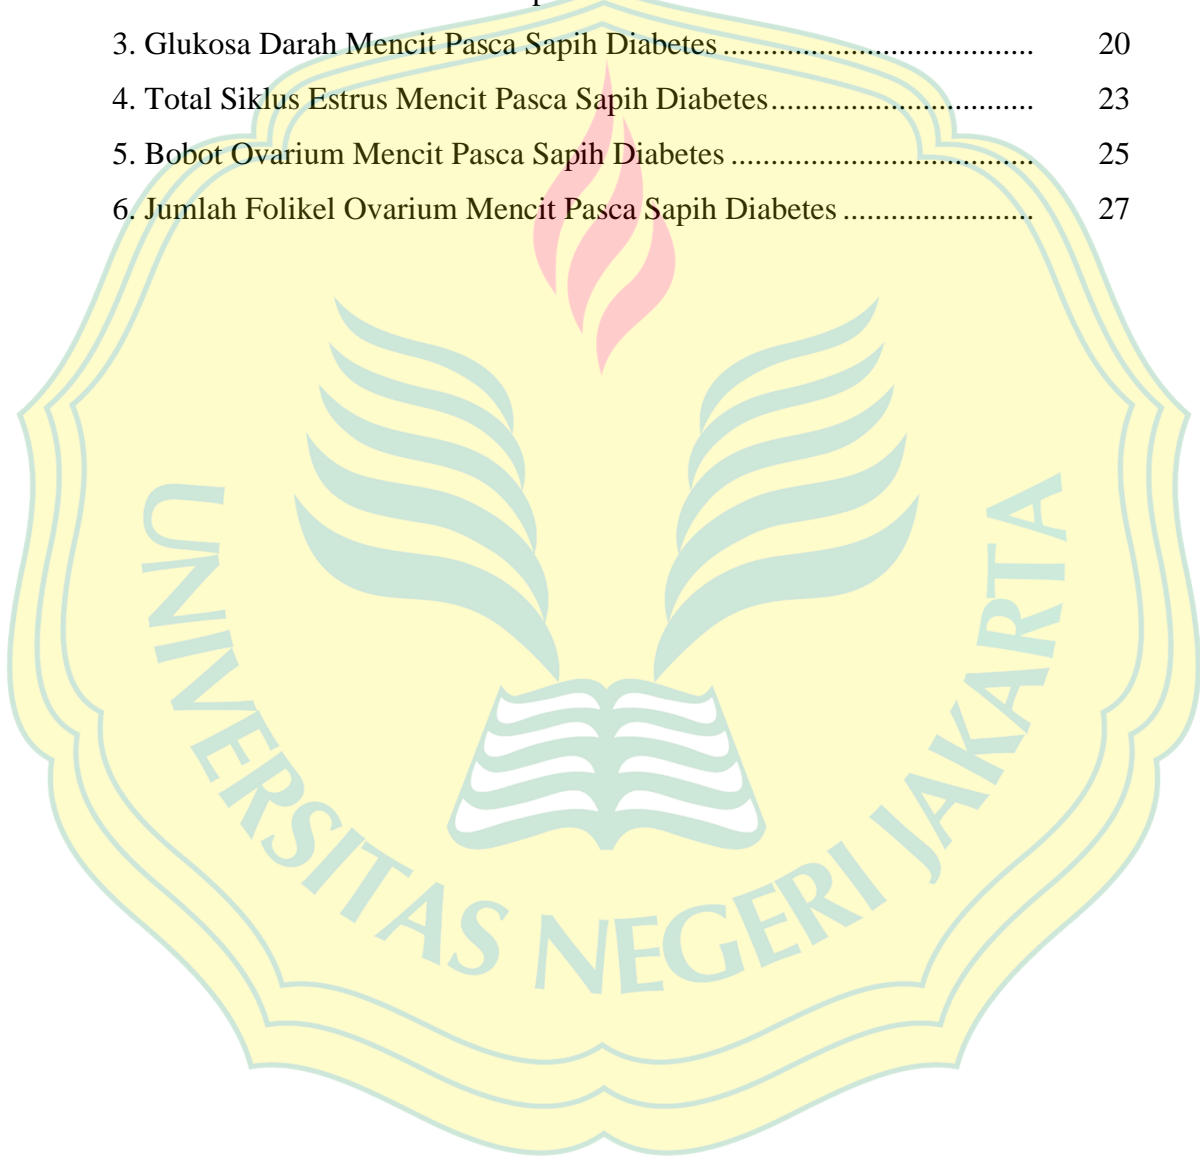 3. Glukosa Darah Mencit Pasca Sapih Diabetes .................................... 20
4. Total Siklus Estrus Mencit Pasca Sapih Diabetes .............................. 23
5. Bobot Ovarium Mencit Pasca Sapih Diabetes ................................... 25
6. Jumlah Folikel Ovarium Mencit Pasca Sapih Diabetes ...................... 27
UNIVERSITAS NEGERI JAKARTA